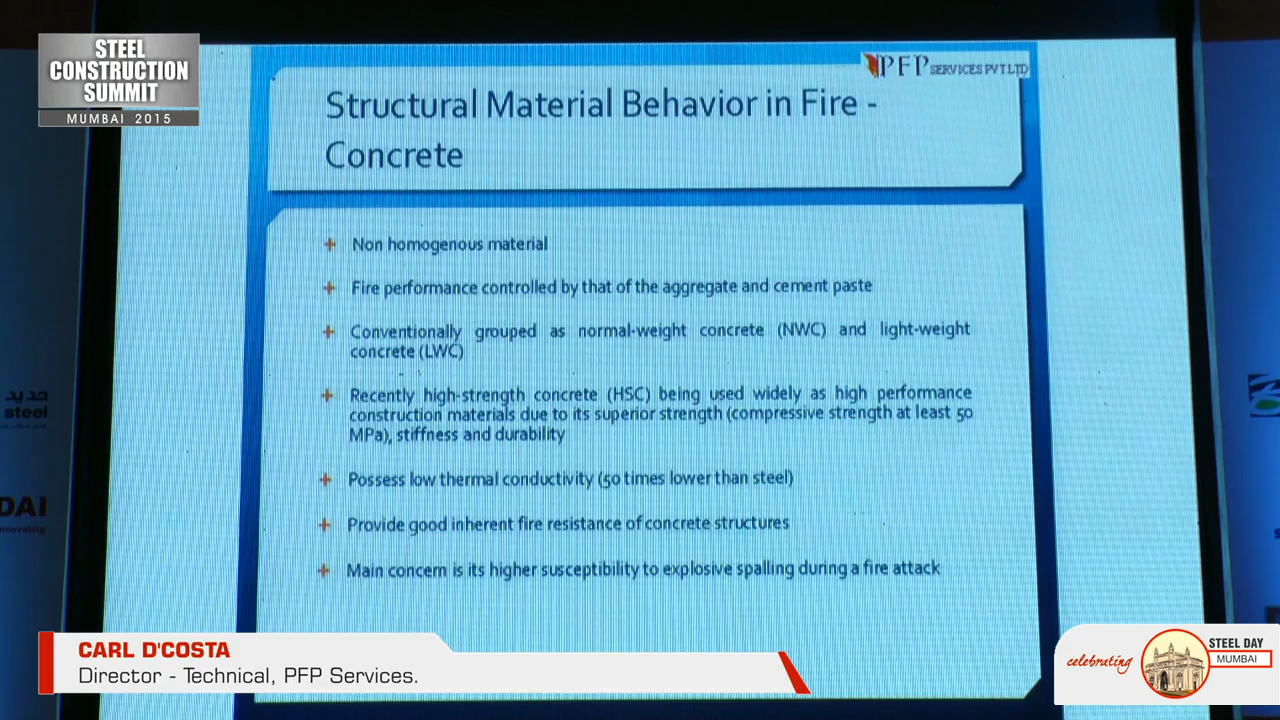 STEEL
CONSTRUCTION
SUMMIT
MUMBAI 2015
PFP SERVICES PVT LTD
Structural Material Behavior in Fire -
Concrete
Non homogenous material
Fire performance controlled by that of the aggregate and cement paste
Conventionally grouped as normal-weight concrete (NWC) and light-weight
concrete (LWC)
Recently high-strength concrete (HSC) being used widely as high performance
construction materials due to its superior strength (compressive strength at least 50
MPa), stiffness and durability
Possess low thermal conductivity (50 times lower than steel)
Provide good inherent fire resistance of concrete structures
Main concern is its higher susceptibility to explosive spalling during a fire attack
حديد
steel
DAI
innovating
CARL D'COSTA
Director - Technical, PFP Services.
celebrating
STEEL DAY
MUMBAI